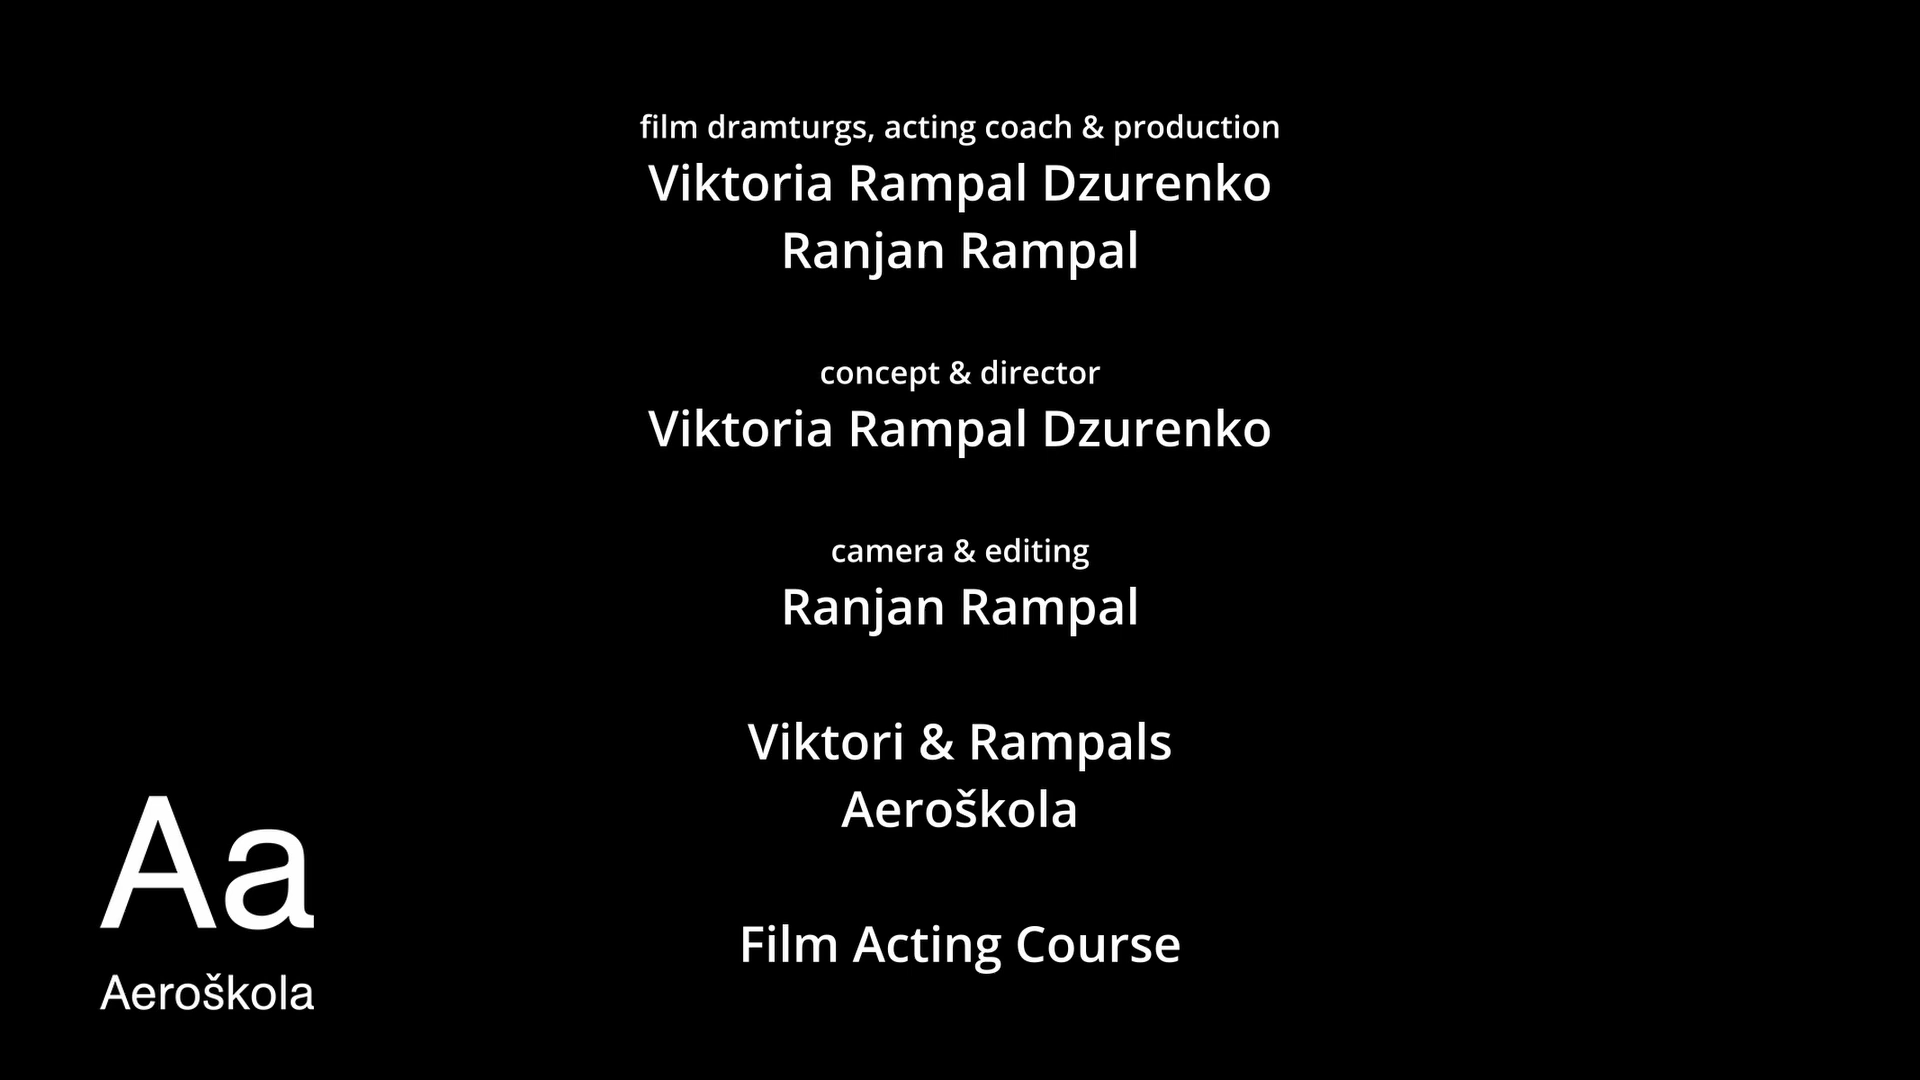 film dramturgs, acting coach & production
Viktoria Rampal Dzurenko
Ranjan Rampal
concept & director
Viktoria Rampal Dzurenko
camera & editing
Ranjan Rampal
Viktori & Rampals
Aeroškola
Film Acting Course
Aa
Aeroškola